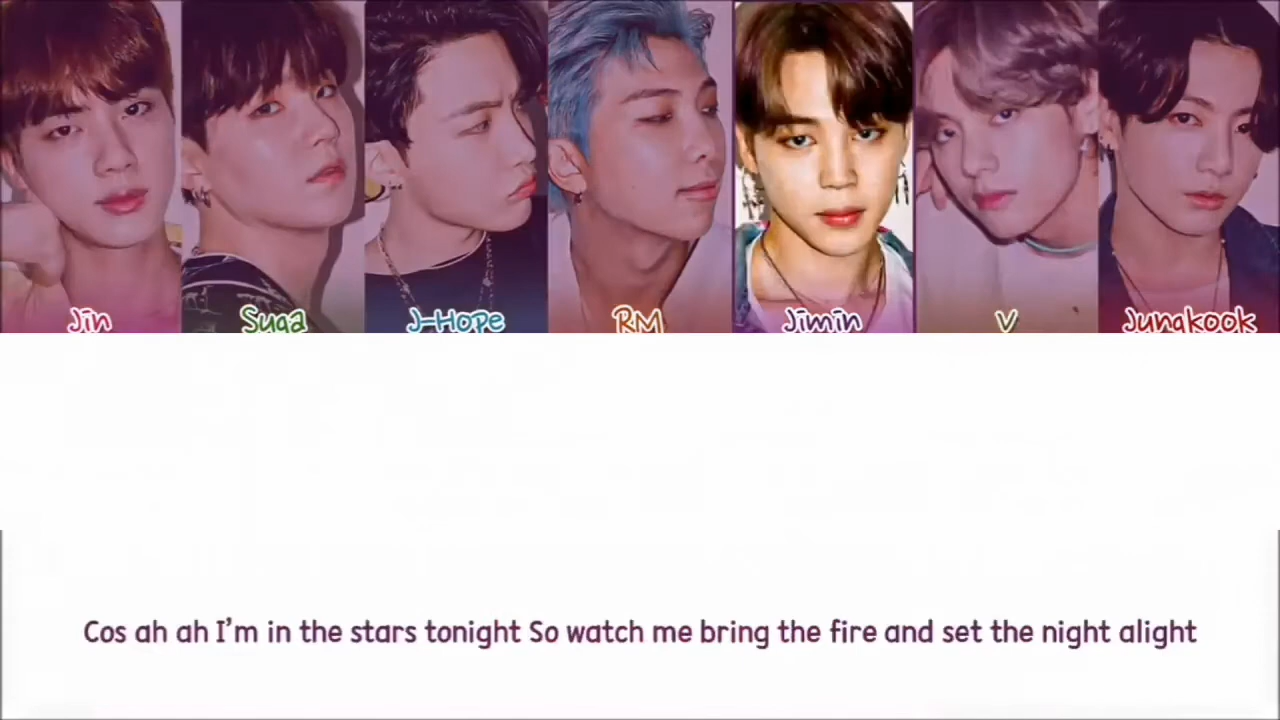 Jin Suga J-Hope RM Jimin V Jungkook
Cos ah ah I'm in the stars tonight So watch me bring the fire and set the night alight